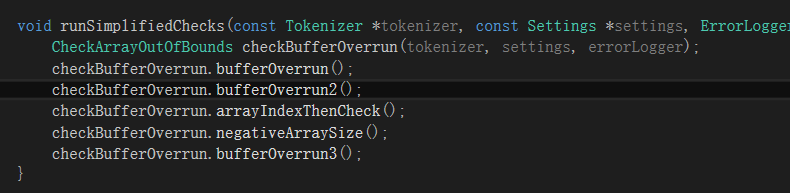 void runSimplifiedChecks(const Tokenizer *tokenizer, const Settings *settings, ErrorLogger
CheckArrayOutOfBounds checkBufferOverrun(tokenizer, settings, errorLogger);
checkBufferOverrun.bufferOverrun();
checkBufferOverrun.bufferOverrun2();
checkBufferOverrun.arrayIndexThenCheck();
checkBufferOverrun.negativeArraySize();
checkBufferOverrun.bufferOverrun3();
}